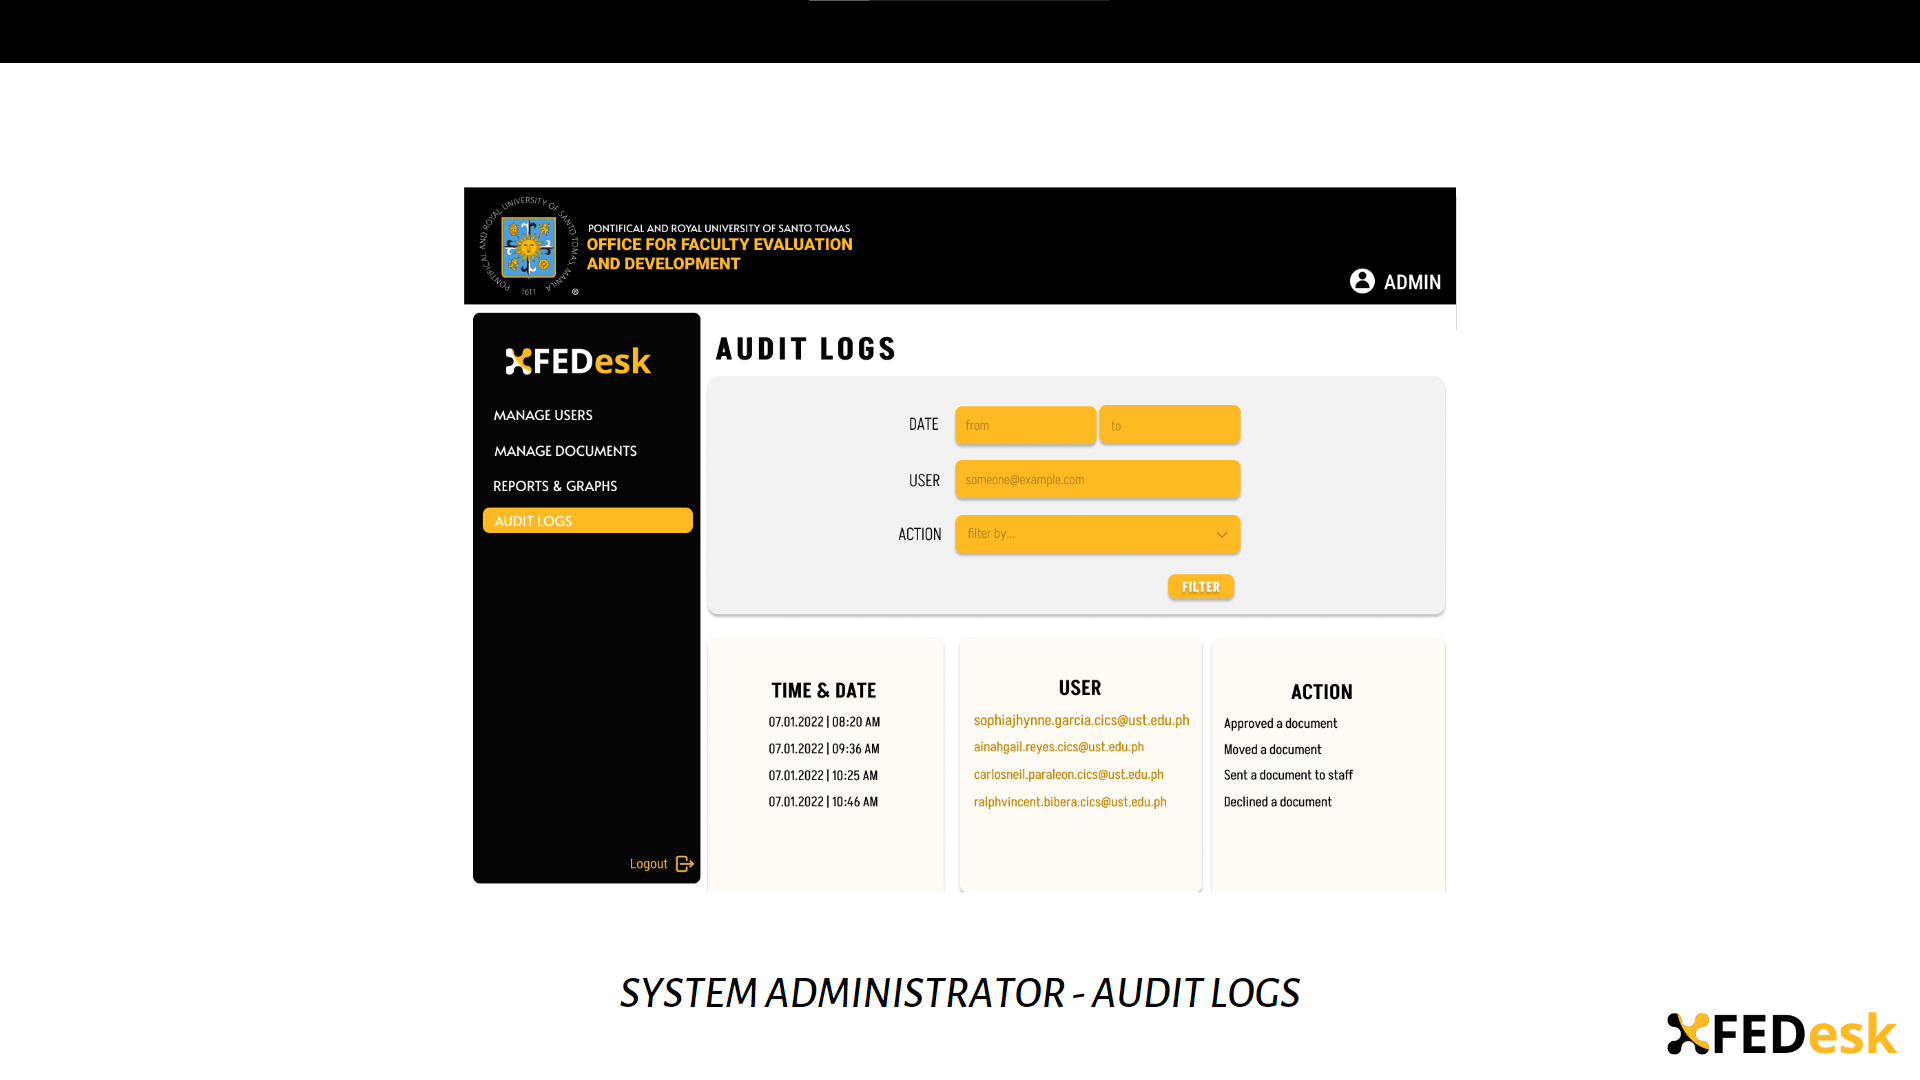 PONTIFICAL AND ROYAL UNIVERSITY OF SANTO TOMAS, MANILA
1611
®
PONTIFICAL AND ROYAL UNIVERSITY OF SANTO TOMAS
OFFICE FOR FACULTY EVALUATION
AND DEVELOPMENT
ADMIN
FEDesk
MANAGE USERS
MANAGE DOCUMENTS
REPORTS & GRAPHS
AUDIT LOGS
Logout
AUDIT LOGS
DATE from to
USER someone@example.com
ACTION filter by...
FILTER
TIME & DATE USER ACTION
07.01.2022 | 08:20 AM sophiajhynne.garcia.cics@ust.edu.ph Approved a document
07.01.2022 | 09:36 AM ainahgail.reyes.cics@ust.edu.ph Moved a document
07.01.2022 | 10:25 AM carlosneil.paraleon.cics@ust.edu.ph Sent a document to staff
07.01.2022 | 10:46 AM ralphvincent.bibera.cics@ust.edu.ph Declined a document
SYSTEM ADMINISTRATOR - AUDIT LOGS
FEDesk